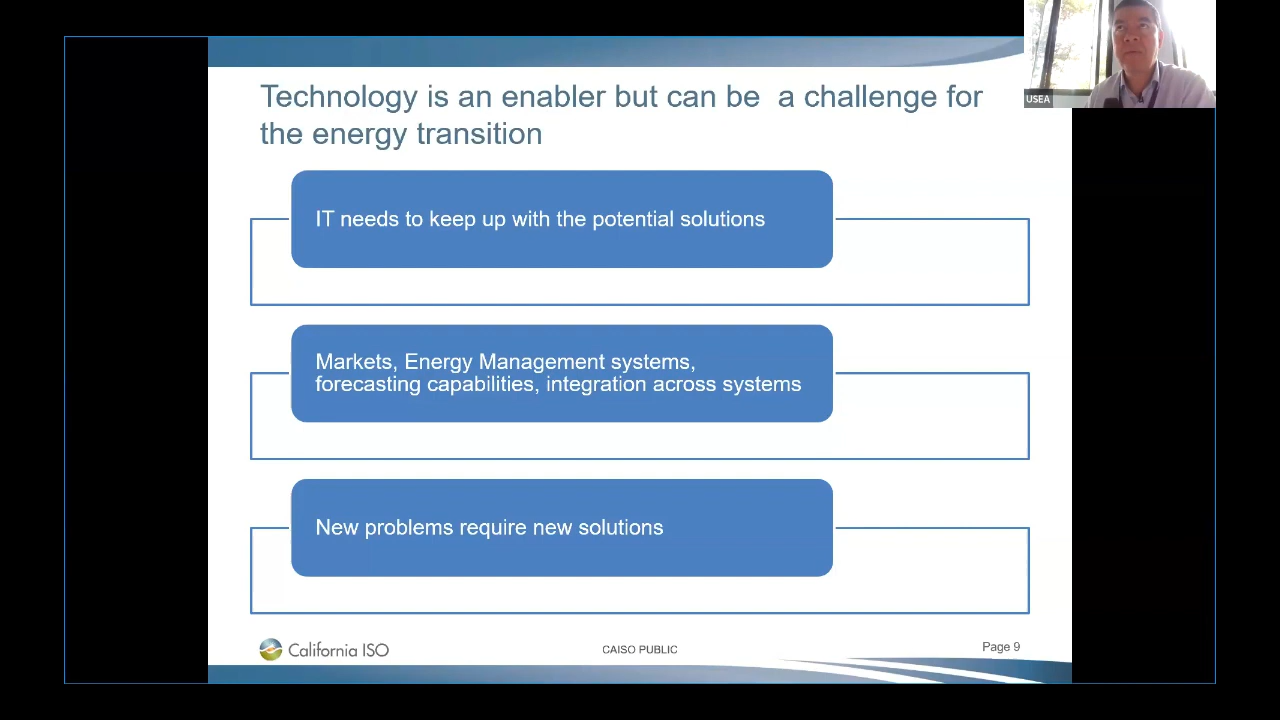 USEA
Technology is an enabler but can be  a challenge for
the energy transition
IT needs to keep up with the potential solutions
Markets, Energy Management systems,
forecasting capabilities, integration across systems
New problems require new solutions
California ISO
CAISO PUBLIC
Page 9